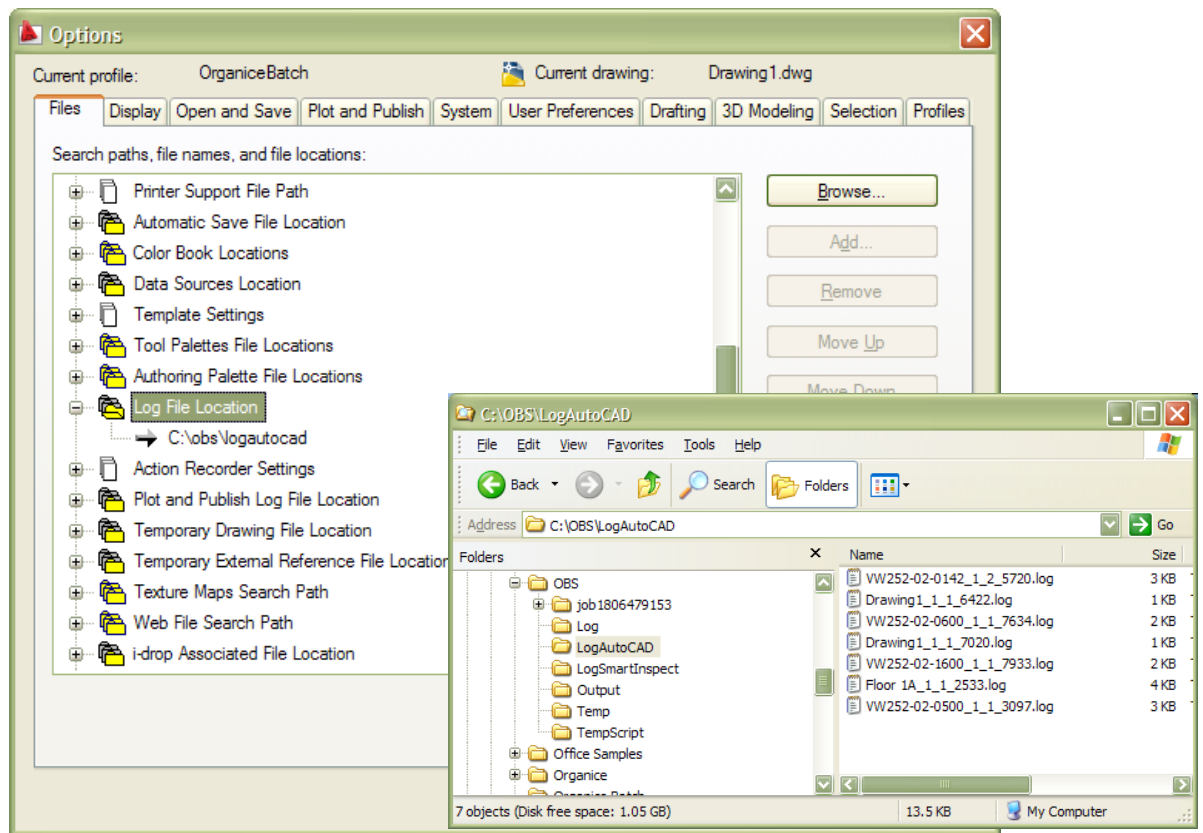 Options
Current profile: OrganiceBatch Current drawing: Drawing1.dwg
Files Display Open and Save Plot and Publish System User Preferences Drafting 3D Modeling Selection Profiles
Search paths, file names, and file locations:
Printer Support File Path
Automatic Save File Location
Color Book Locations
Data Sources Location
Template Settings
Tool Palettes File Locations
Authoring Palette File Locations
Log File Location
C:\obs\logautocad
Action Recorder Settings
Plot and Publish Log File Location
Temporary Drawing File Location
Temporary External Reference File Location
Texture Maps Search Path
Web File Search Path
i-drop Associated File Location
Browse...
Add...
Remove
Move Up
Move Down
C:\OBS\LogAutoCAD
File Edit View Favorites Tools Help
Back Search Folders
Address C:\OBS\LogAutoCAD Go
Folders
OBS
job1806479153
Log
LogAutoCAD
LogSmartInspect
Output
Temp
TempScript
Office Samples
Organice
Organice Batch
Name Size
VW252-02-0142_1_2_5720.log 3 KB
Drawing1_1_1_6422.log 1 KB
VW252-02-0600_1_1_7634.log 2 KB
Drawing1_1_1_7020.log 1 KB
VW252-02-1600_1_1_7933.log 2 KB
Floor 1A_1_1_2533.log 4 KB
VW252-02-0500_1_1_3097.log 3 KB
7 objects (Disk free space: 1.05 GB) 13.5 KB My Computer